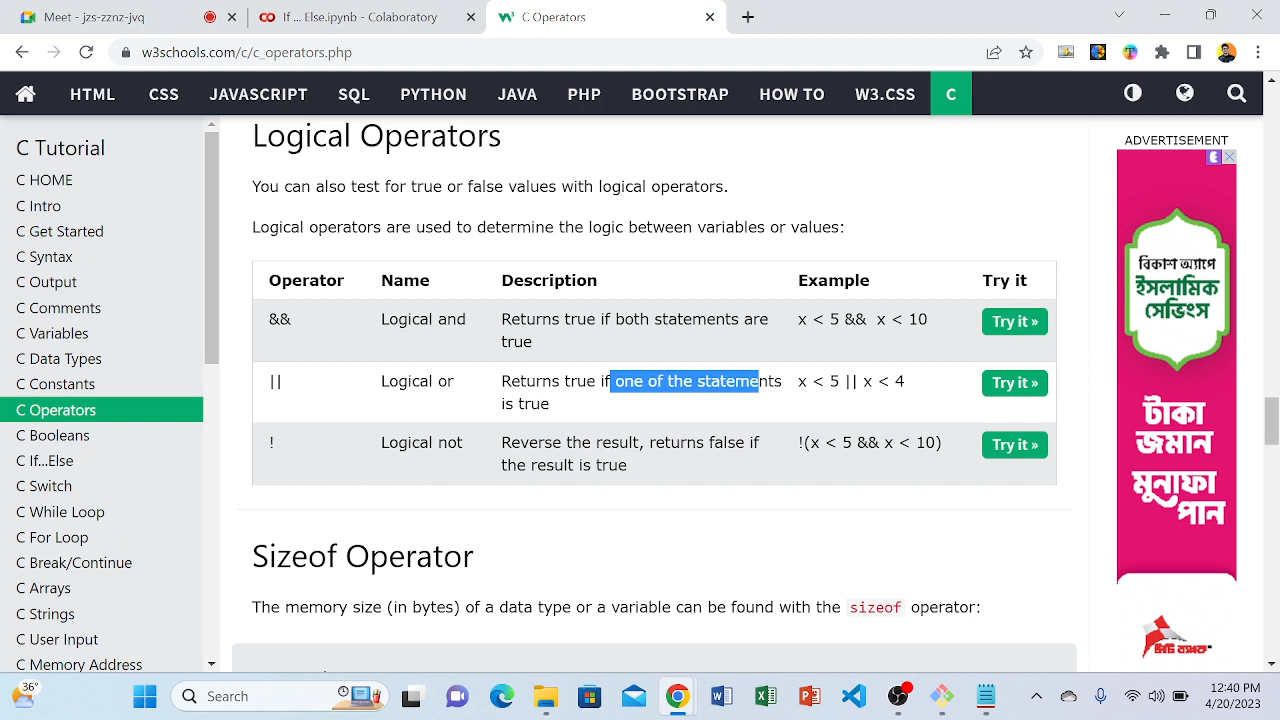 Meet - jzs-zznz-jvq
If ... Else.ipynb - Colaboratory
C Operators
w3schools.com/c/c_operators.php
HTML CSS JAVASCRIPT SQL PYTHON JAVA PHP BOOTSTRAP HOW TO W3.CSS C
C Tutorial
C HOME
C Intro
C Get Started
C Syntax
C Output
C Comments
C Variables
C Data Types
C Constants
C Operators
C Booleans
C If...Else
C Switch
C While Loop
C For Loop
C Break/Continue
C Arrays
C Strings
C User Input
C Memory Address
Logical Operators
You can also test for true or false values with logical operators.
Logical operators are used to determine the logic between variables or values:
Operator Name Description Example Try it
&& Logical and Returns true if both statements are x < 5 && x < 10 Try it »
true
|| Logical or Returns true if one of the statements x < 5 || x < 4 Try it »
is true
! Logical not Reverse the result, returns false if !(x < 5 && x < 10) Try it »
the result is true
Sizeof Operator
The memory size (in bytes) of a data type or a variable can be found with the sizeof operator:
ADVERTISEMENT
বিকাশ অ্যাপে
ইসলামিক
সেভিংস
টাকা
জমান
মুনাফা
পান
সিটি ব্যাংক
36°
Search
12:40 PM
4/20/2023